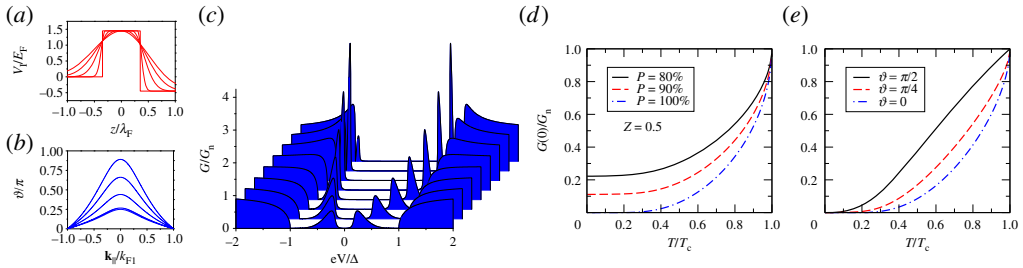 (a)
1.5
1.0
0.5
0
−0.5
V_I/E_F
−1.0 −0.5 0 0.5 1.0
z/λ_F
(b)
1.00
0.75
0.50
0.25
0
ϑ/π
−1.0 −0.5 0 0.5 1.0
k_||/k_F1
(c)
4
3
2
1
0
G/G_n
−2 −1 0 1 2
eV/Δ
(d)
1.0
0.8
0.6
0.4
0.2
G(0)/G_n
P = 80%
P = 90%
P = 100%
Z = 0.5
0 0.2 0.4 0.6 0.8 1.0
T/T_c
(e)
1.0
0.8
0.6
0.4
0.2
ϑ = π/2
ϑ = π/4
ϑ = 0
0 0.2 0.4 0.6 0.8 1.0
T/T_c